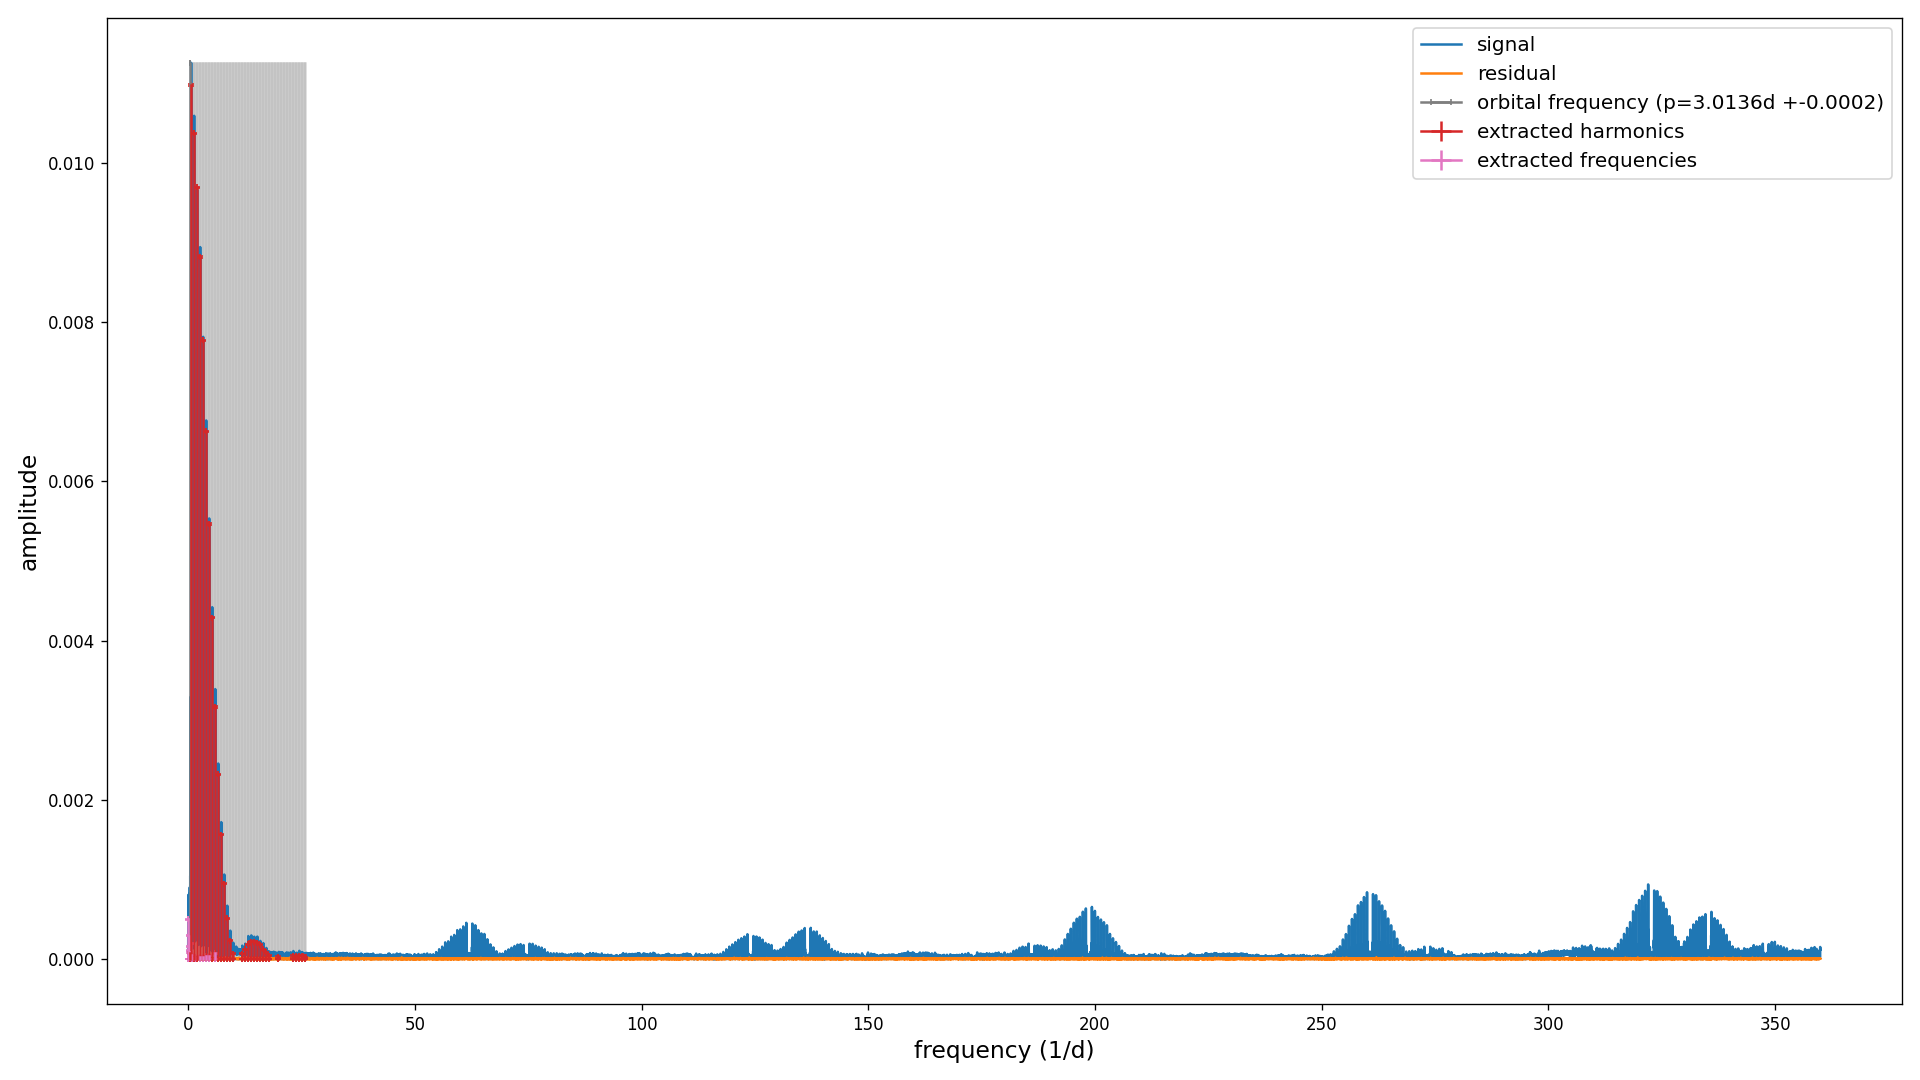 signal
residual
orbital frequency (p=3.0136d +-0.0002)
extracted harmonics
extracted frequencies
amplitude
0.010
0.008
0.006
0.004
0.002
0.000
0 50 100 150 200 250 300 350
frequency (1/d)